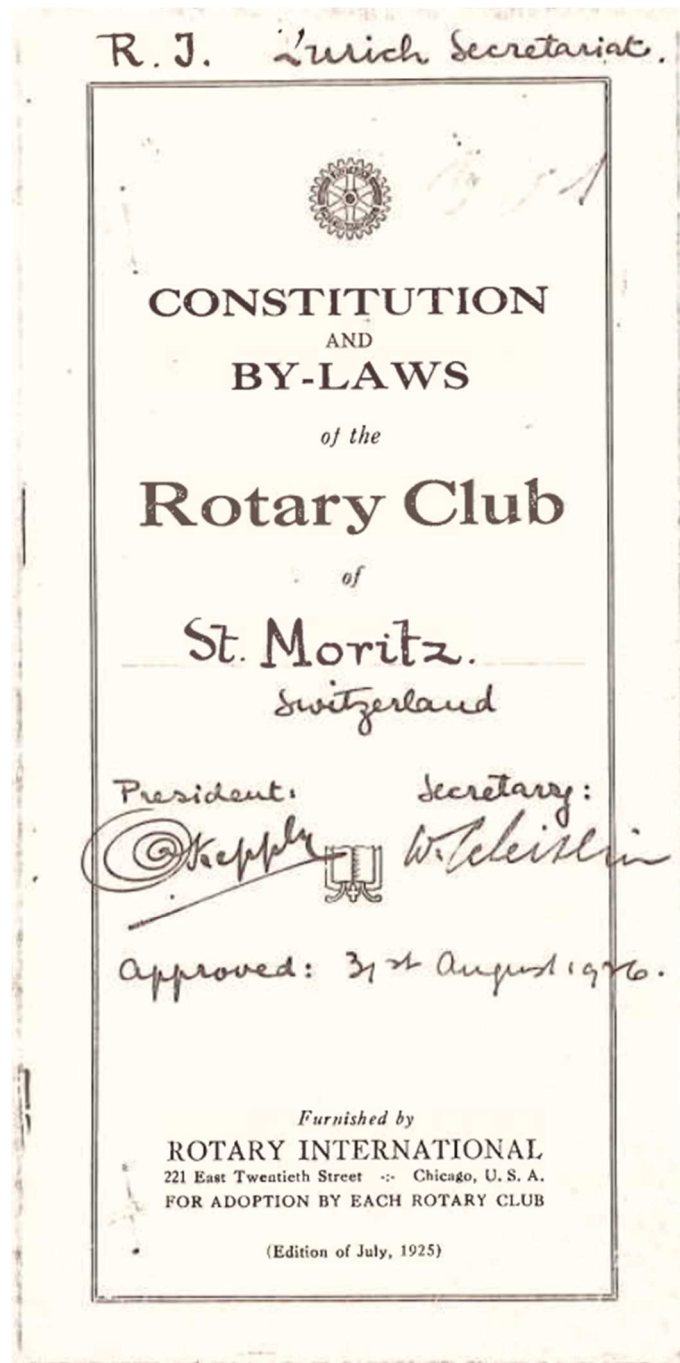 R. I. Zurich Secretariat.
CONSTITUTION
AND
BY-LAWS
of the
Rotary Club
of
St. Moritz.
Switzerland
President: Secretary:
Approved: 31st August 1926.
Furnished by
ROTARY INTERNATIONAL
221 East Twentieth Street -:- Chicago, U. S. A.
FOR ADOPTION BY EACH ROTARY CLUB
(Edition of July, 1925)